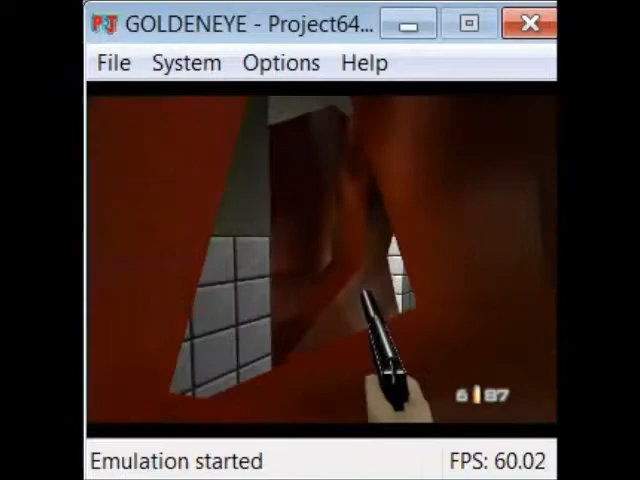 GOLDENEYE - Project64...
File System Options Help
6 87
Emulation started FPS: 60.02